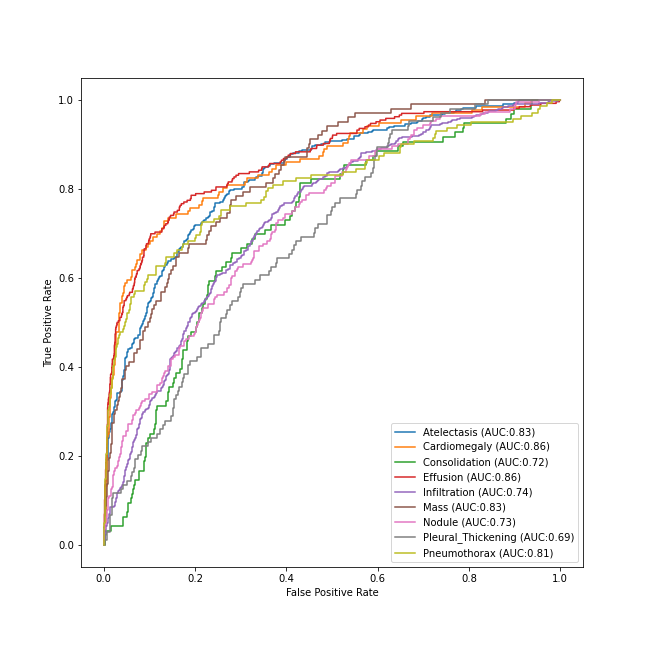 1.0
0.8
0.6
0.4
0.2
0.0
True Positive Rate
0.0 0.2 0.4 0.6 0.8 1.0
False Positive Rate
Atelectasis (AUC:0.83)
Cardiomegaly (AUC:0.86)
Consolidation (AUC:0.72)
Effusion (AUC:0.86)
Infiltration (AUC:0.74)
Mass (AUC:0.83)
Nodule (AUC:0.73)
Pleural_Thickening (AUC:0.69)
Pneumothorax (AUC:0.81)